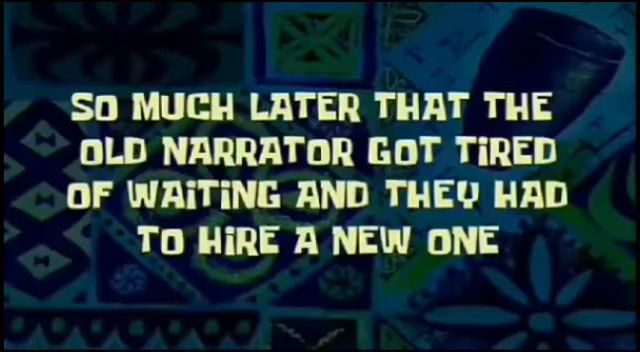 SO MUCH LATER THAT THE
OLD NARRATOR GOT TIRED
OF WAITING AND THEY HAD
TO HIRE A NEW ONE